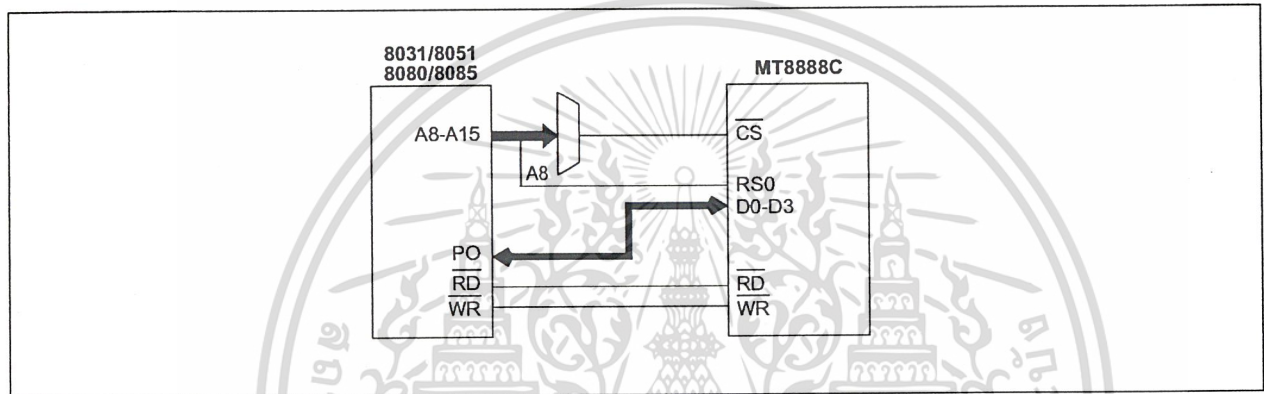 8031/8051
8080/8085
MT8888C
A8-A15
A8
PO
RD
WR
CS
RS0
D0-D3
RD
WR